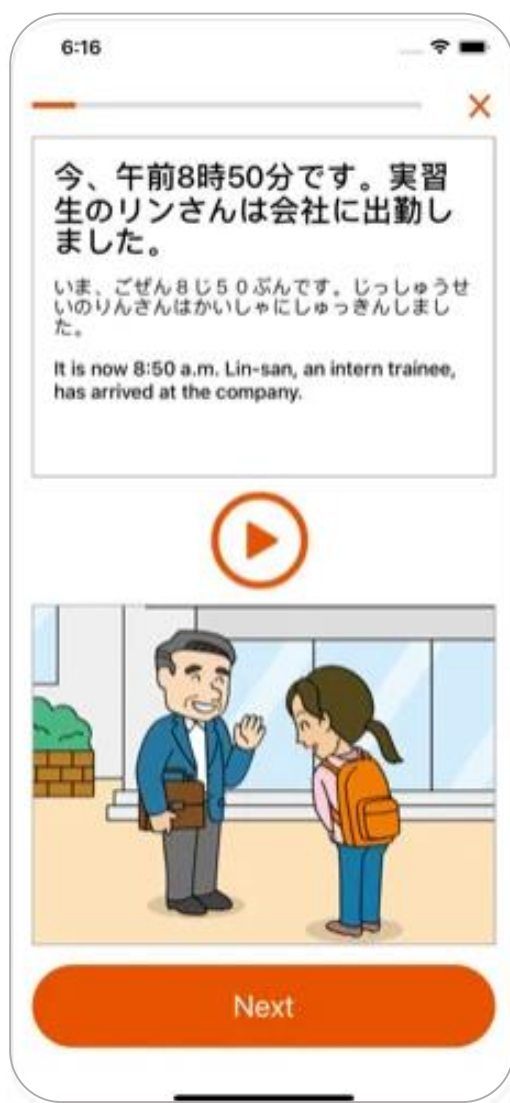 6:16
今、午前8時50分です。実習
生のリンさんは会社に出勤し
ました。
いま、ごぜん8じ50ぷんです。じっしゅうせ
いのりんさんはかいしゃにしゅっきんしまし
た。
It is now 8:50 a.m. Lin-san, an intern trainee,
has arrived at the company.
Next